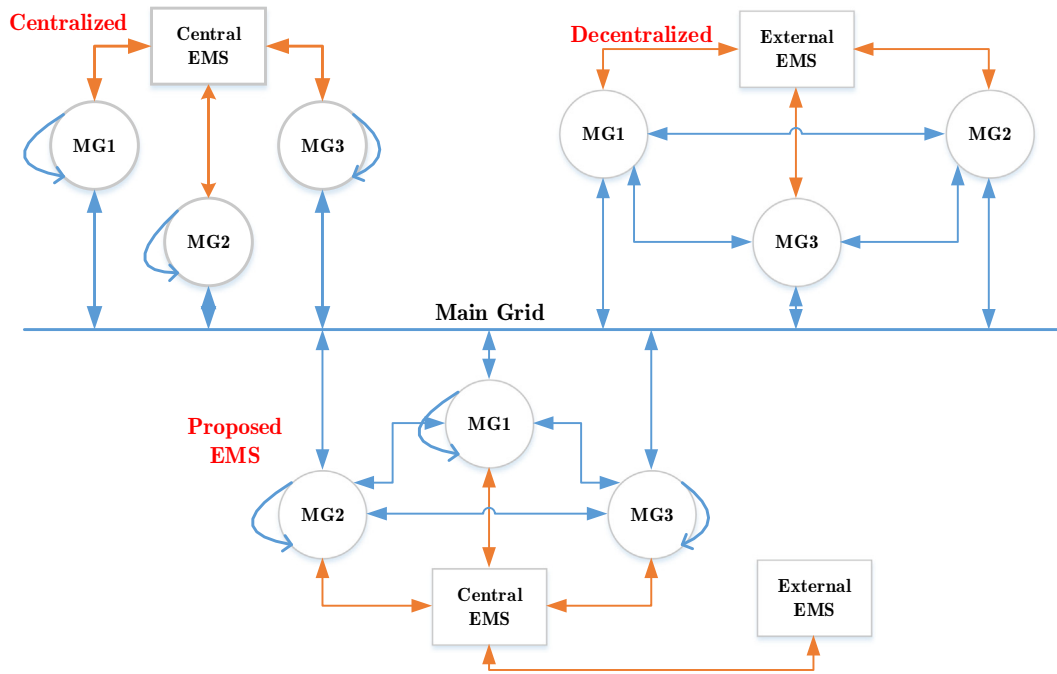 Centralized
Central
EMS
MG1
MG3
MG2
Decentralized
External
EMS
MG1
MG2
MG3
Main Grid
Proposed
EMS
MG1
MG2
MG3
Central
EMS
External
EMS